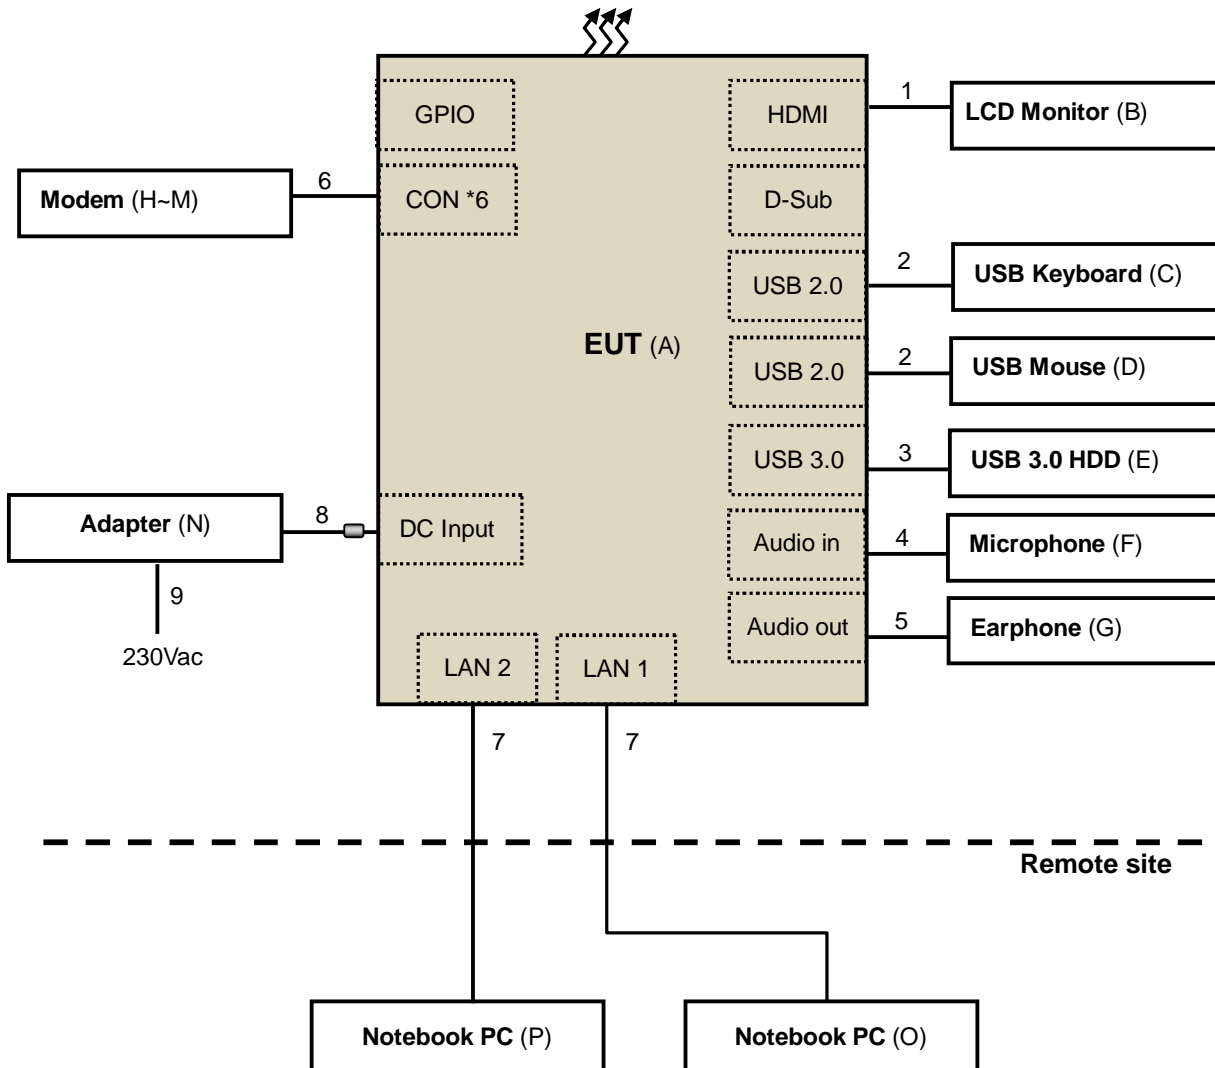 GPIO
HDMI
1
LCD Monitor (B)
Modem (H~M)
6
CON *6
D-Sub
USB 2.0
2
USB Keyboard (C)
EUT (A)
USB 2.0
2
USB Mouse (D)
USB 3.0
3
USB 3.0 HDD (E)
Adapter (N)
8
DC Input
Audio in
4
Microphone (F)
9
230Vac
Audio out
5
Earphone (G)
LAN 2
LAN 1
7
7
Remote site
Notebook PC (P)
Notebook PC (O)